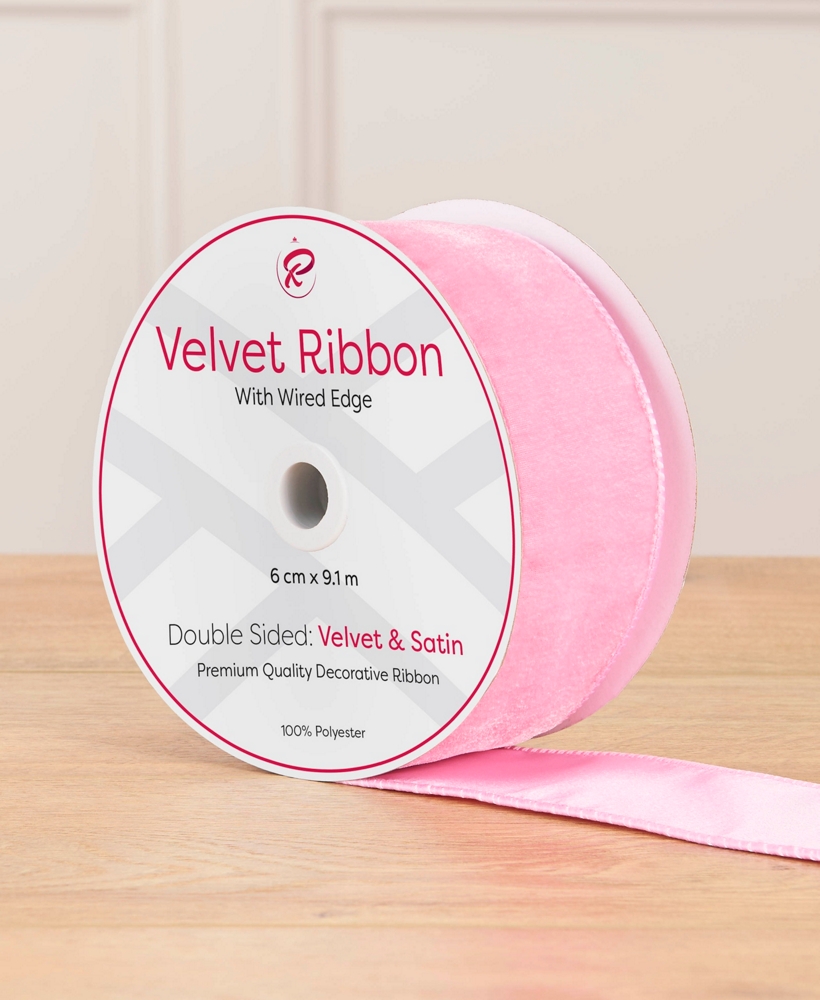 R
Velvet Ribbon
With Wired Edge
6 cm x 9.1 m
Double Sided: Velvet & Satin
Premium Quality Decorative Ribbon
100% Polyester